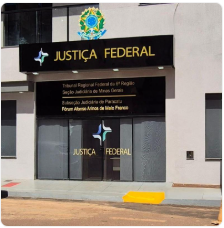 JUSTIÇA FEDERAL
Tribunal Regional Federal da 6ª Região
Seção Judiciária de Minas Gerais
Subseção Judiciária de Paracatu
Fórum Afonso Arinos de Melo Franco
JUSTIÇA FEDERAL